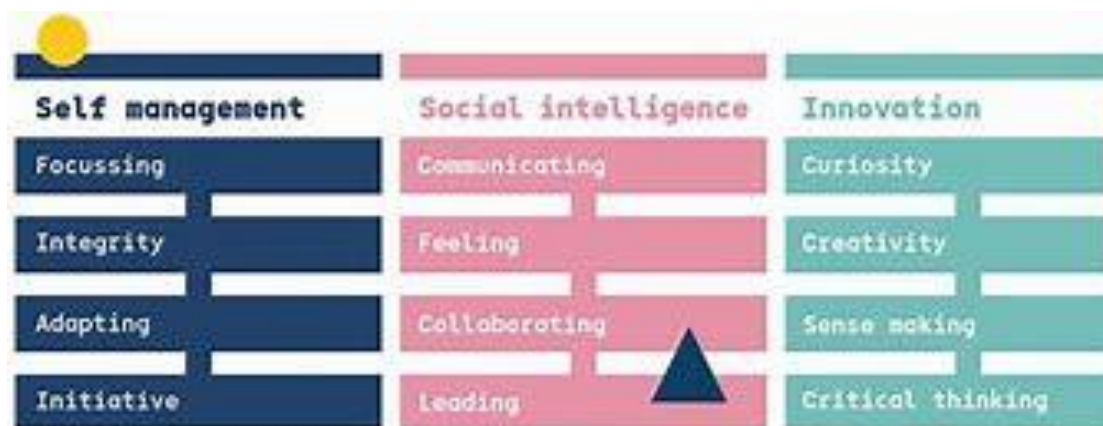 Self management
Focussing
Integrity
Adapting
Initiative
Social intelligence
Communicating
Feeling
Collaborating
Leading
Innovation
Curiosity
Creativity
Sense making
Critical thinking